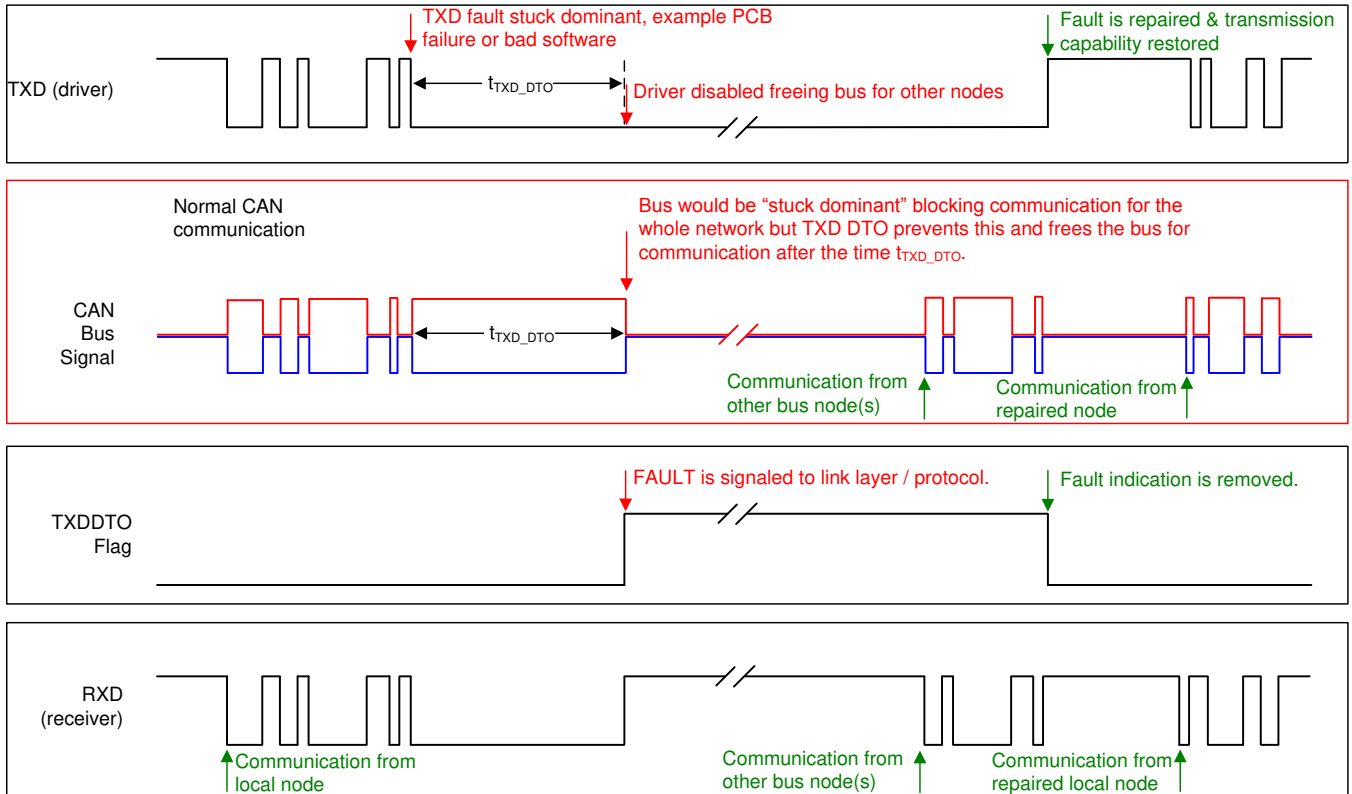 TXD fault stuck dominant, example PCB
failure or bad software
Fault is repaired & transmission
capability restored
TXD (driver)
tTXD_DTO
Driver disabled freeing bus for other nodes
Normal CAN
communication
Bus would be “stuck dominant” blocking communication for the
whole network but TXD DTO prevents this and frees the bus for
communication after the time tTXD_DTO.
CAN
Bus
Signal
tTXD_DTO
Communication from
other bus node(s)
Communication from
repaired node
FAULT is signaled to link layer / protocol.
Fault indication is removed.
TXDDTO
Flag
RXD
(receiver)
Communication from
local node
Communication from
other bus node(s)
Communication from
repaired local node